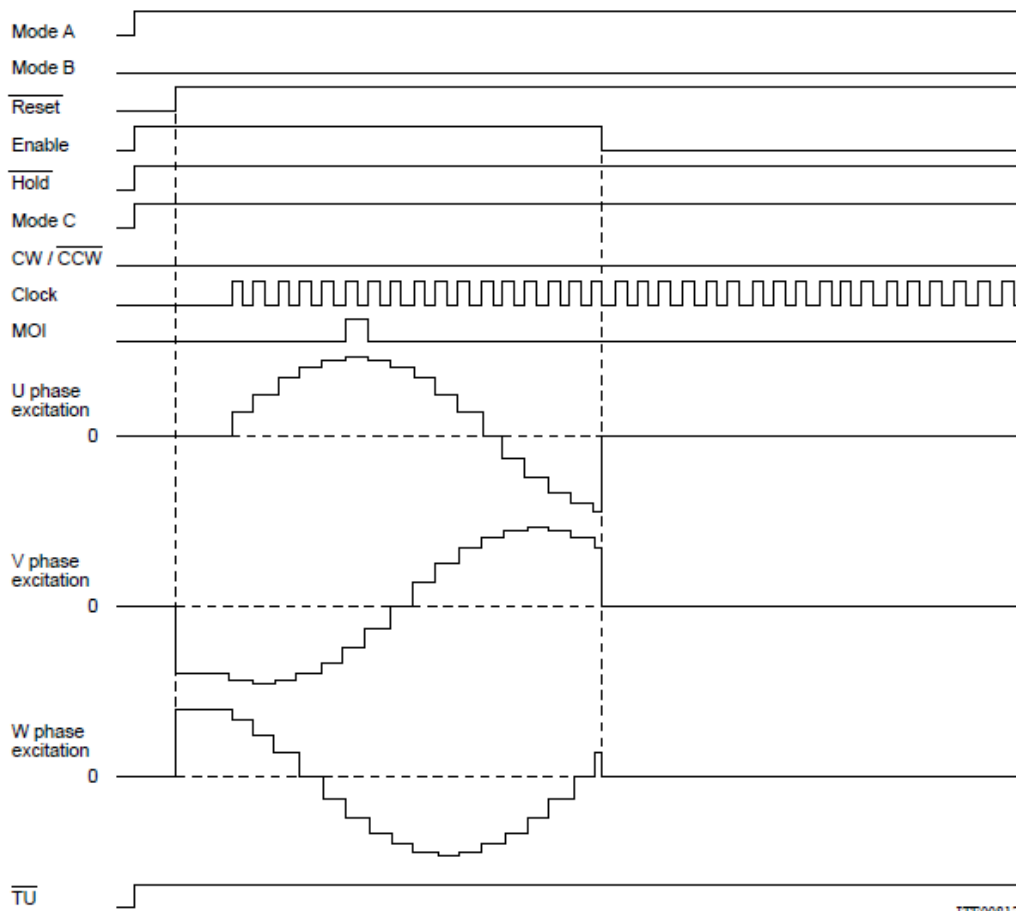 Mode A
Mode B
Reset
Enable
Hold
Mode C
CW / CCW
Clock
MOI
U phase
excitation
0
V phase
excitation
0
W phase
excitation
0
TU